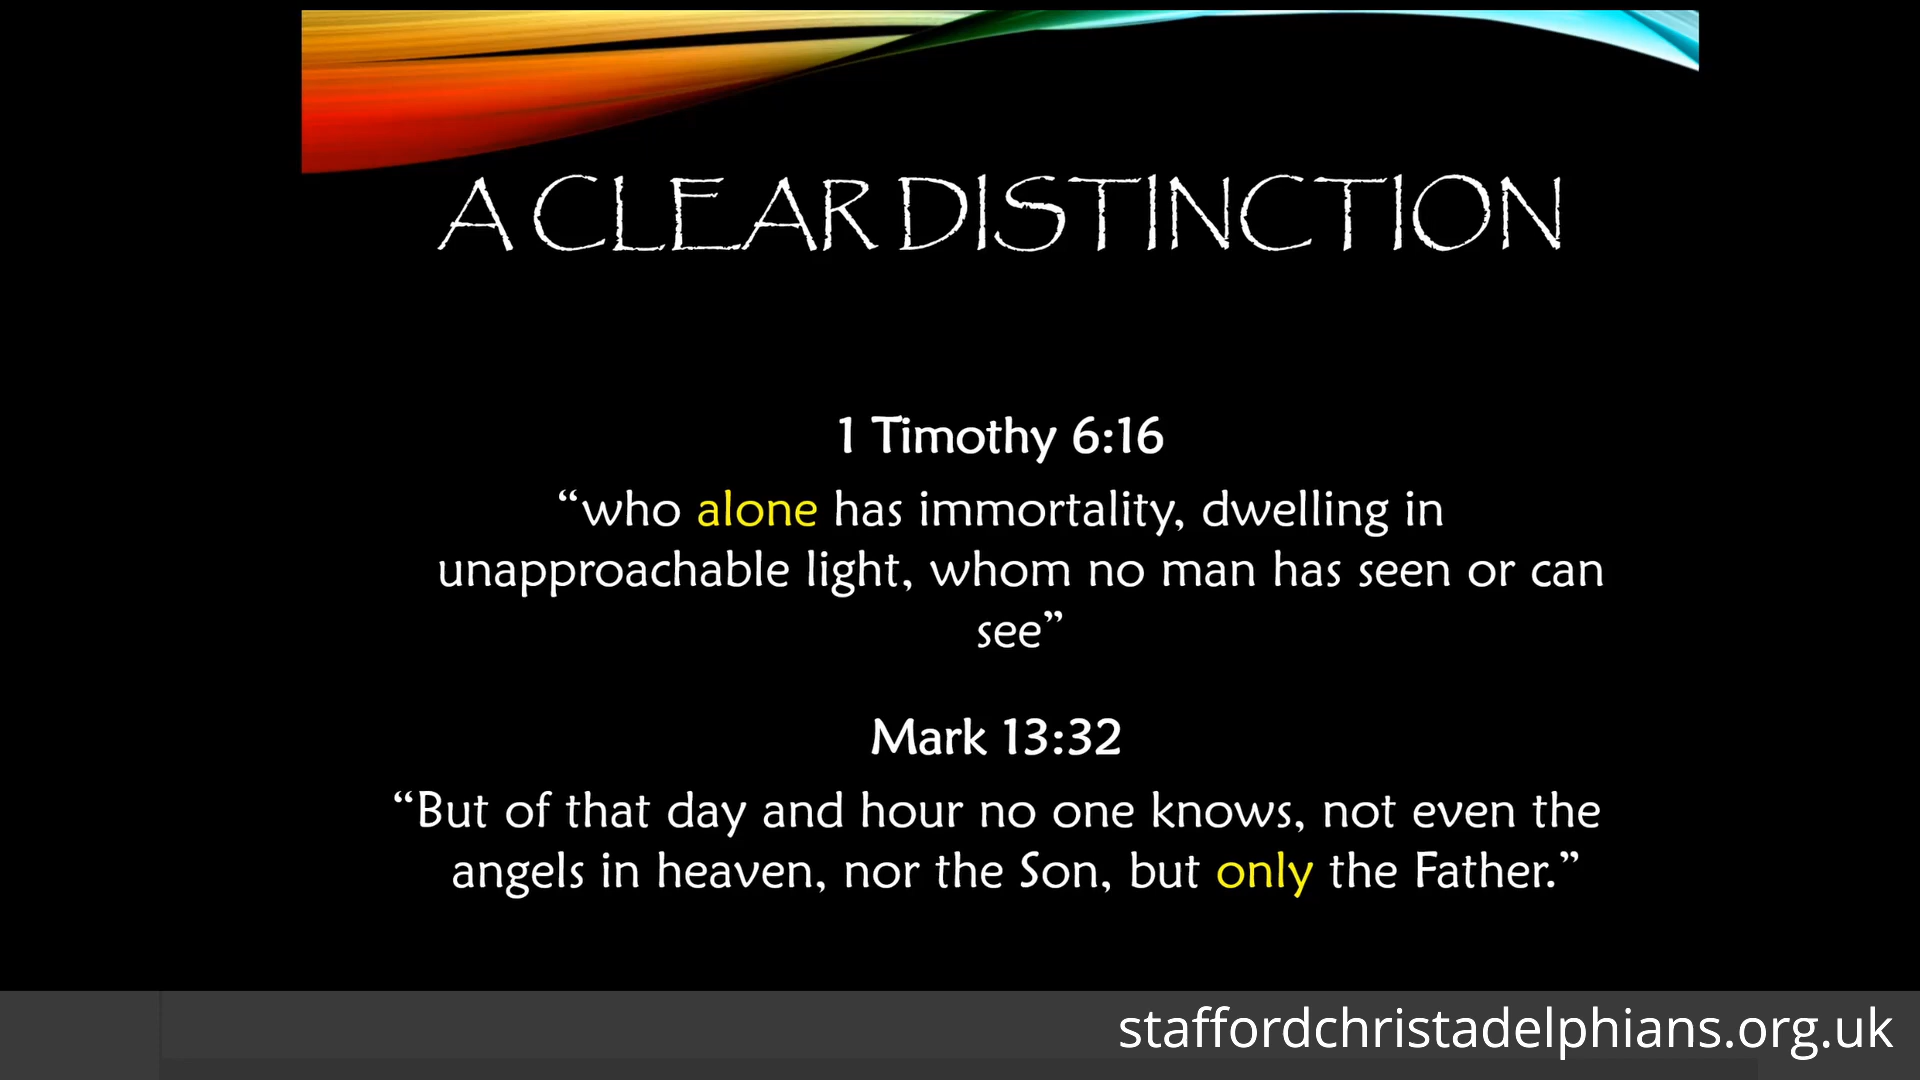 A CLEAR DISTINCTION
1 Timothy 6:16
“who alone has immortality, dwelling in
unapproachable light, whom no man has seen or can
see”
Mark 13:32
“But of that day and hour no one knows, not even the
angels in heaven, nor the Son, but only the Father.”
staffordchristadelphians.org.uk